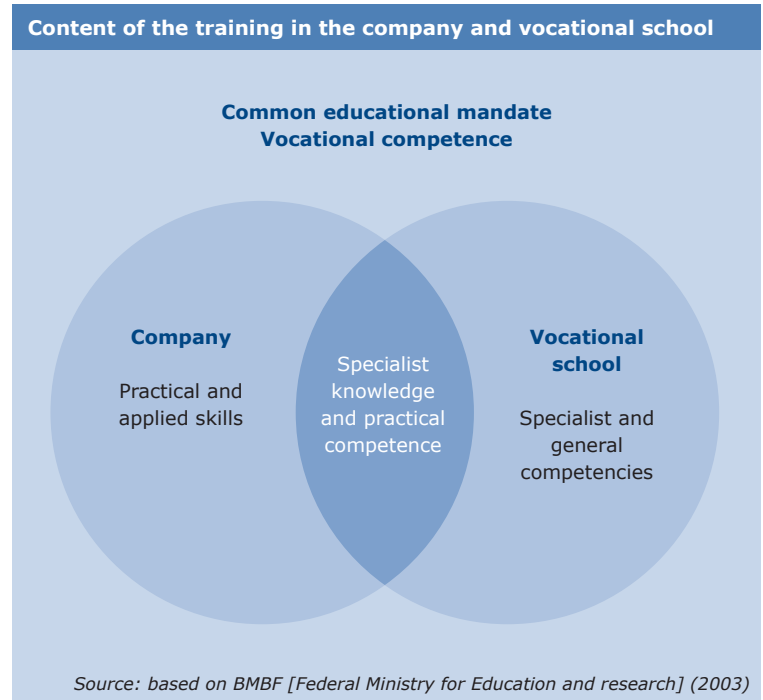 Content of the training in the company and vocational school
Common educational mandate
Vocational competence
Company
Practical and
applied skills
Specialist
knowledge
and practical
competence
Vocational
school
Specialist and
general
competencies
Source: based on BMBF [Federal Ministry for Education and research] (2003)